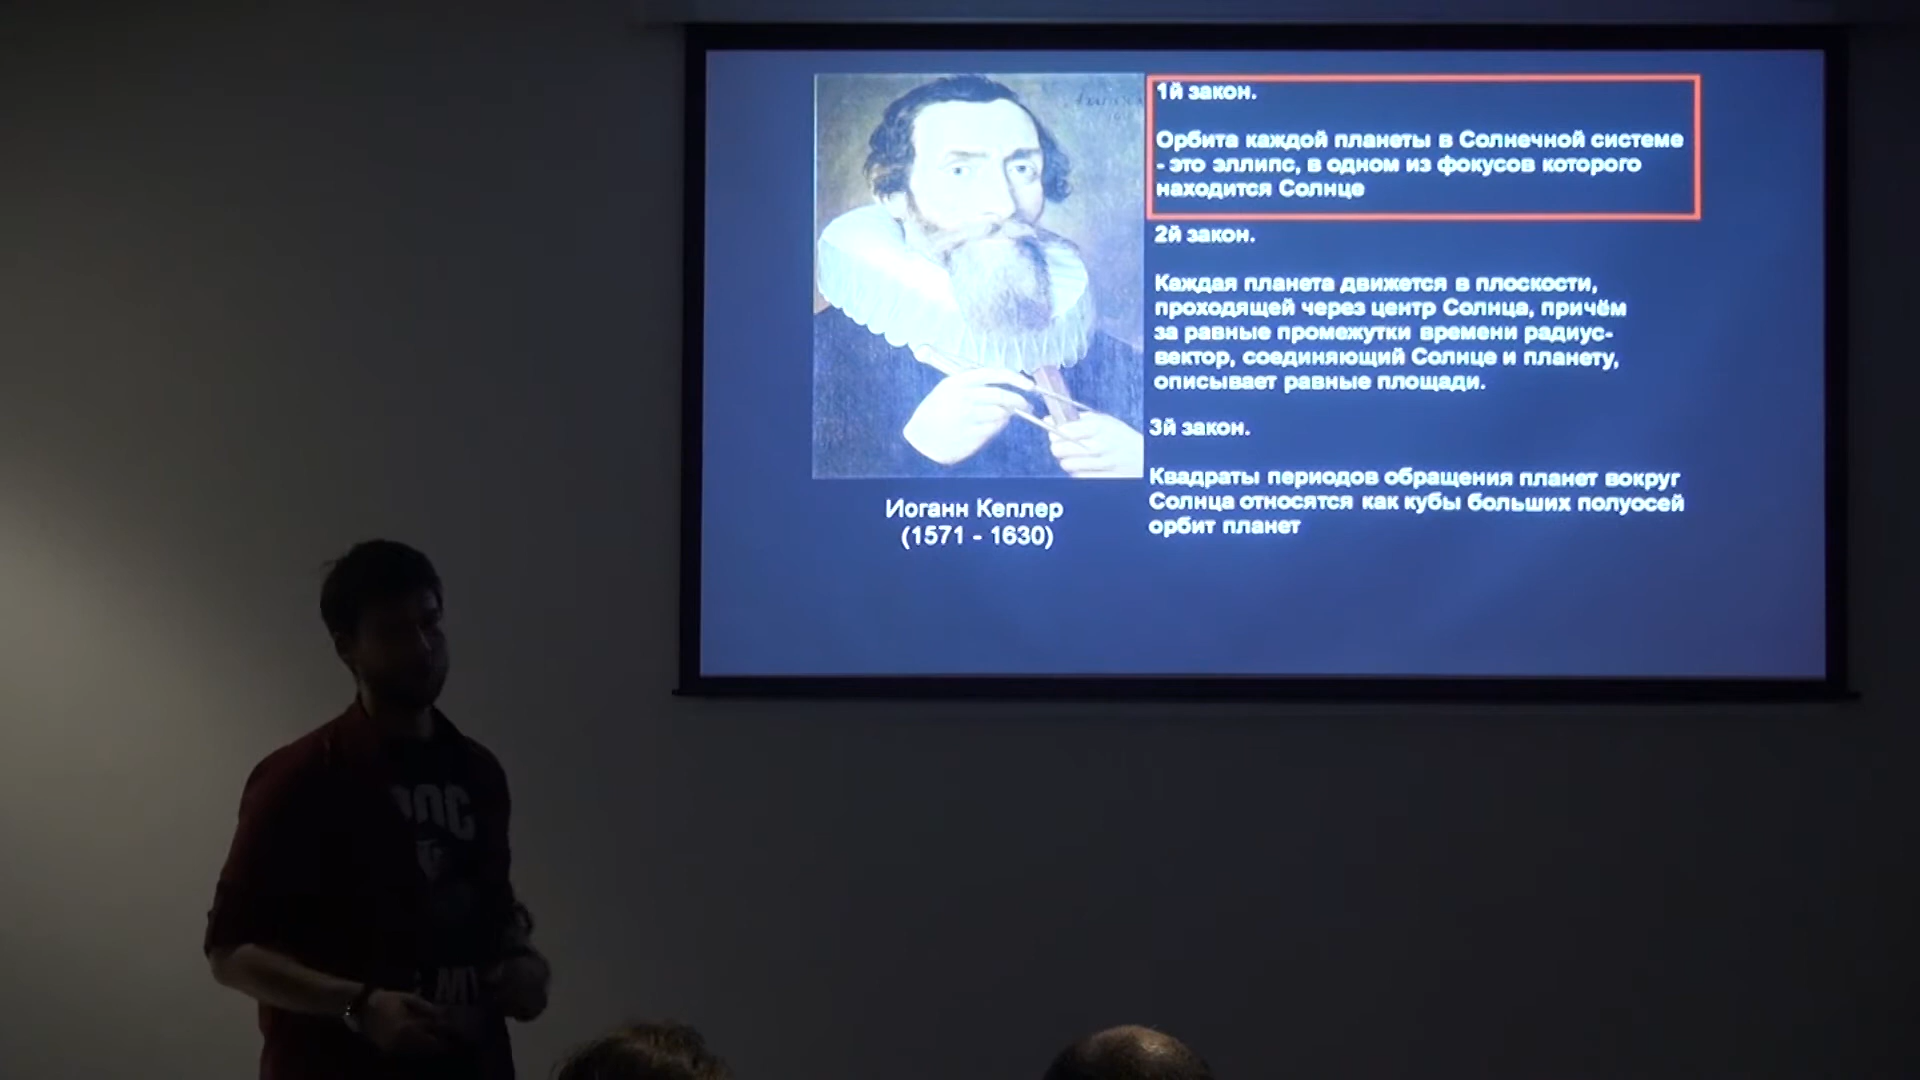 1й закон.
Орбита каждой планеты в Солнечной системе
- это эллипс, в одном из фокусов которого
находится Солнце
2й закон.
Каждая планета движется в плоскости,
проходящей через центр Солнца, причём
за равные промежутки времени радиус-
вектор, соединяющий Солнце и планету,
описывает равные площади.
3й закон.
Квадраты периодов обращения планет вокруг
Солнца относятся как кубы больших полуосей
орбит планет
Иоганн Кеплер
(1571 - 1630)